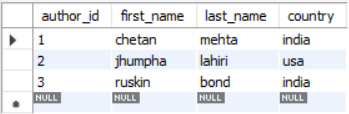 author_id first_name last_name country
1 chetan mehta india
2 jhumpha lahiri usa
3 ruskin bond india
NULL NULL NULL NULL